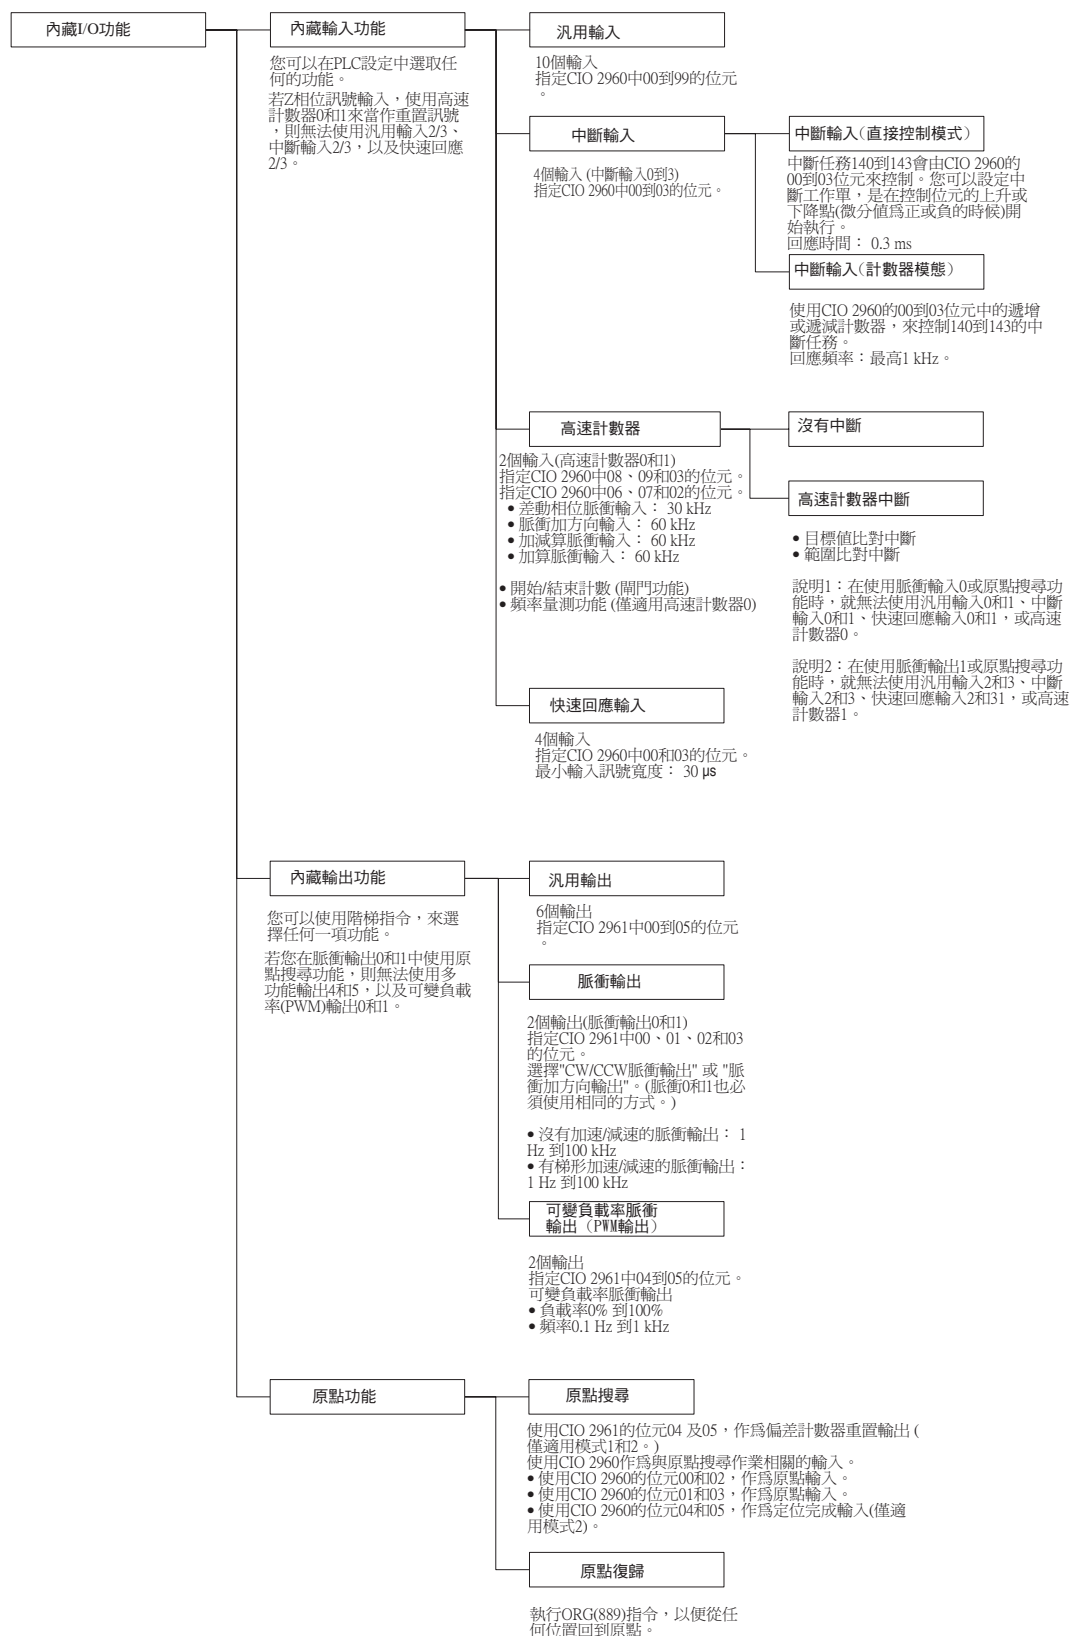 內藏I/O功能
內藏輸入功能
您可以在PLC設定中選取任
何的功能。
若Z相位訊號輸入，使用高速
計數器0和1來當作重置訊號
，則無法使用汎用輸入2/3、
中斷輸入2/3，以及快速回應
2/3。
汎用輸入
10個輸入
指定CIO 2960中00到99的位元
。
中斷輸入
4個輸入 (中斷輸入0到3)
指定CIO 2960中00到03的位元。
中斷輸入(直接控制模式)
中斷任務140到143會由CIO 2960的
00到03位元來控制。您可以設定中
斷工作單，是在控制位元的上升或
下降點(微分值爲正或負的時候)開
始執行。
回應時間： 0.3 ms
中斷輸入(計數器模態)
使用CIO 2960的00到03位元中的遞增
或遞減計數器，來控制140到143的中
斷任務。
回應頻率：最高1 kHz。
高速計數器
2個輸入(高速計數器0和1)
指定CIO 2960中08、09和03的位元。
指定CIO 2960中06、07和02的位元。
• 差動相位脈衝輸入： 30 kHz
• 脈衝加方向輸入： 60 kHz
• 加減算脈衝輸入： 60 kHz
• 加算脈衝輸入： 60 kHz
• 開始/結束計數 (閘門功能)
• 頻率量測功能 (僅適用高速計數器0)
沒有中斷
高速計數器中斷
• 目標值比對中斷
• 範圍比對中斷
說明1：在使用脈衝輸入0或原點搜尋功
能時，就無法使用汎用輸入0和1、中斷
輸入0和1、快速回應輸入0和1，或高速
計數器0。
說明2：在使用脈衝輸出1或原點搜尋功
能時，就無法使用汎用輸入2和3、中斷
輸入2和3、快速回應輸入2和31，或高速
計數器1。
快速回應輸入
4個輸入
指定CIO 2960中00和03的位元。
最小輸入訊號寬度： 30 μs
內藏輸出功能
您可以使用階梯指令，來選
擇任何一項功能。
若您在脈衝輸出0和1中使用原
點搜尋功能，則無法使用多
功能輸出4和5，以及可變負載
率(PWM)輸出0和1。
汎用輸出
6個輸出
指定CIO 2961中00到05的位元
。
脈衝輸出
2個輸出(脈衝輸出0和1)
指定CIO 2961中00、01、02和03
的位元。
選擇"CW/CCW脈衝輸出" 或 "脈
衝加方向輸出"。(脈衝0和1也必
須使用相同的方式。)
• 沒有加速/減速的脈衝輸出： 1
Hz 到100 kHz
• 有梯形加速/減速的脈衝輸出：
1 Hz 到100 kHz
可變負載率脈衝
輸出（PWM輸出）
2個輸出
指定CIO 2961中04到05的位元。
可變負載率脈衝輸出
• 負載率0% 到100%
• 頻率0.1 Hz 到1 kHz
原點功能
原點搜尋
使用CIO 2961的位元04 及05，作爲偏差計數器重置輸出 (
僅適用模式1和2。)
使用CIO 2960作爲與原點搜尋作業相關的輸入。
• 使用CIO 2960的位元00和02，作爲原點輸入。
• 使用CIO 2960的位元01和03，作爲原點輸入。
• 使用CIO 2960的位元04和05，作爲定位完成輸入(僅適
用模式2)。
原點復歸
執行ORG(889)指令，以便從任
何位置回到原點。